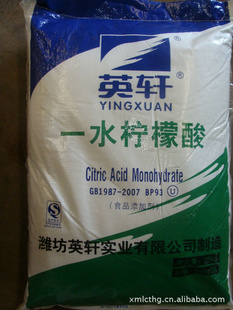 英轩®
YINGXUAN
一水柠檬酸
Citric Acid Monohydrate
GB1987-2007 BP93 U
(食品添加剂)
潍坊英轩实业有限公司制造
xmlcthg.cn.alibaba.com